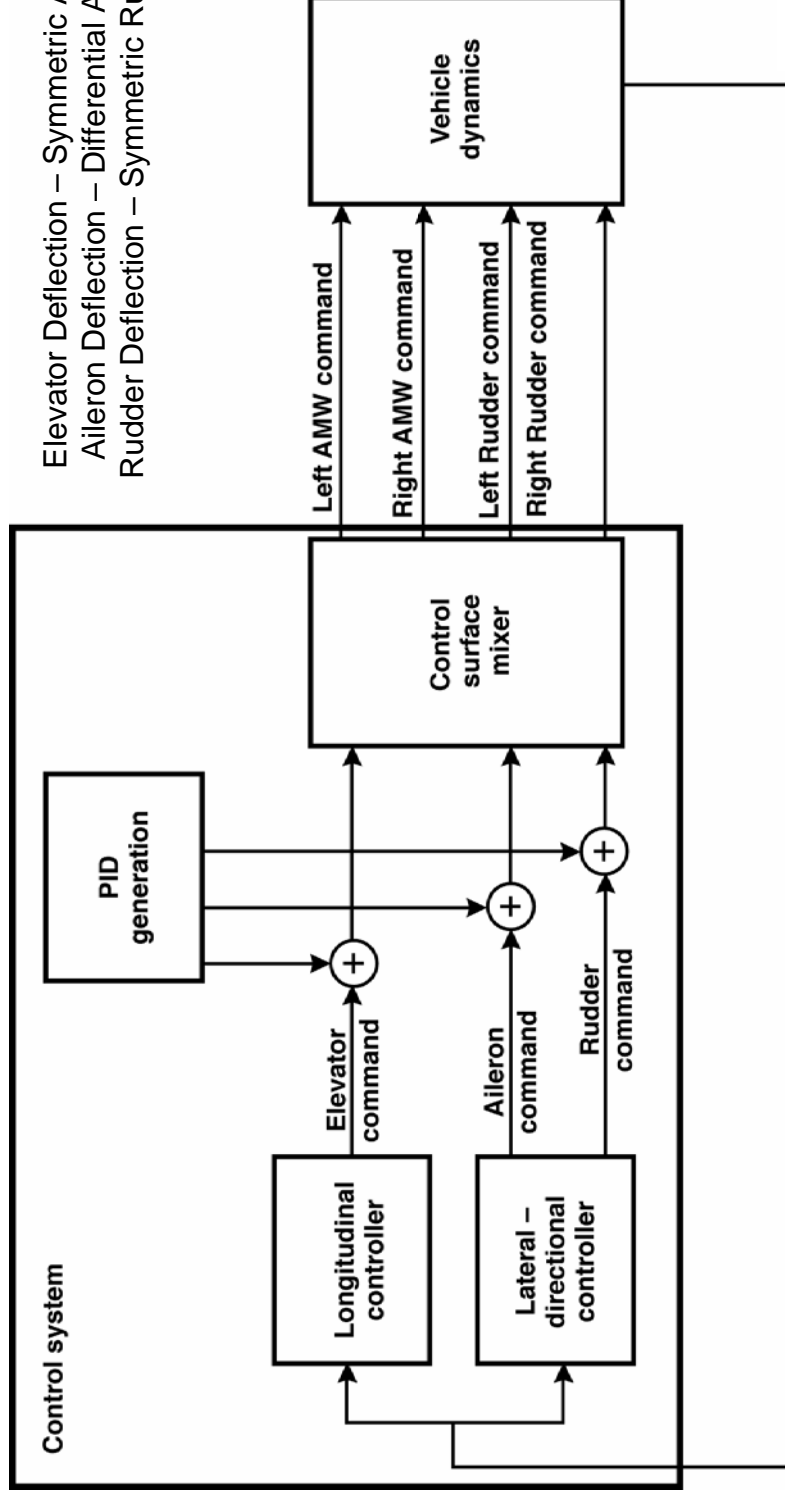 Elevator Deflection – Symmetric
Aileron Deflection – Differential
Rudder Deflection – Symmetric
Control system
PID
generation
Longitudinal
controller
Elevator
command
Lateral –
directional
controller
Aileron
command
Rudder
command
+
+
+
Control
surface
mixer
Left AMW command
Right AMW command
Left Rudder command
Right Rudder command
Vehicle
dynamics